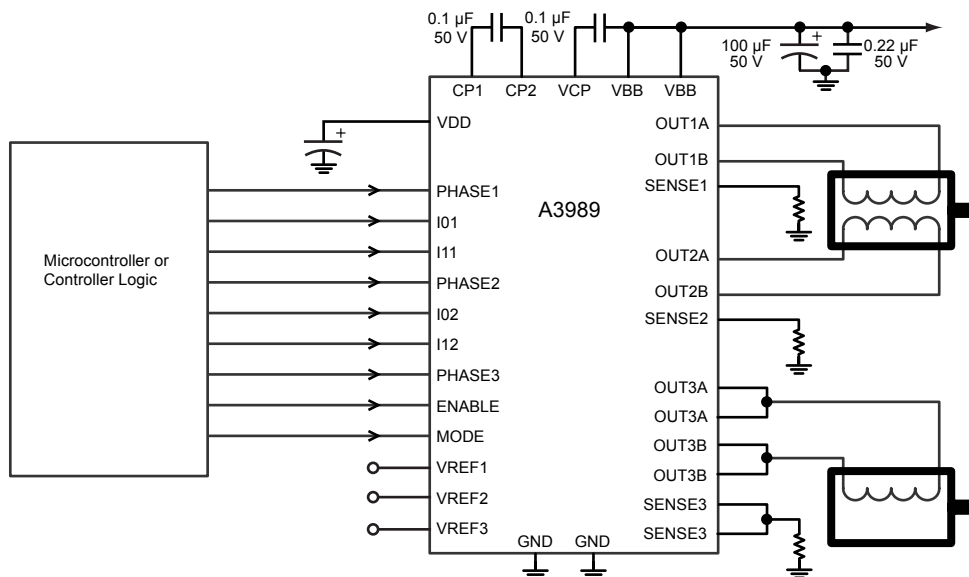 0.1 μF
50 V
0.1 μF
50 V
100 μF
50 V
+
0.22 μF
50 V
CP1
CP2
VCP
VBB
VBB
+
VDD
PHASE1
I01
I11
PHASE2
I02
I12
PHASE3
ENABLE
MODE
VREF1
VREF2
VREF3
Microcontroller or
Controller Logic
A3989
OUT1A
OUT1B
SENSE1
OUT2A
OUT2B
SENSE2
OUT3A
OUT3A
OUT3B
OUT3B
SENSE3
SENSE3
GND
GND